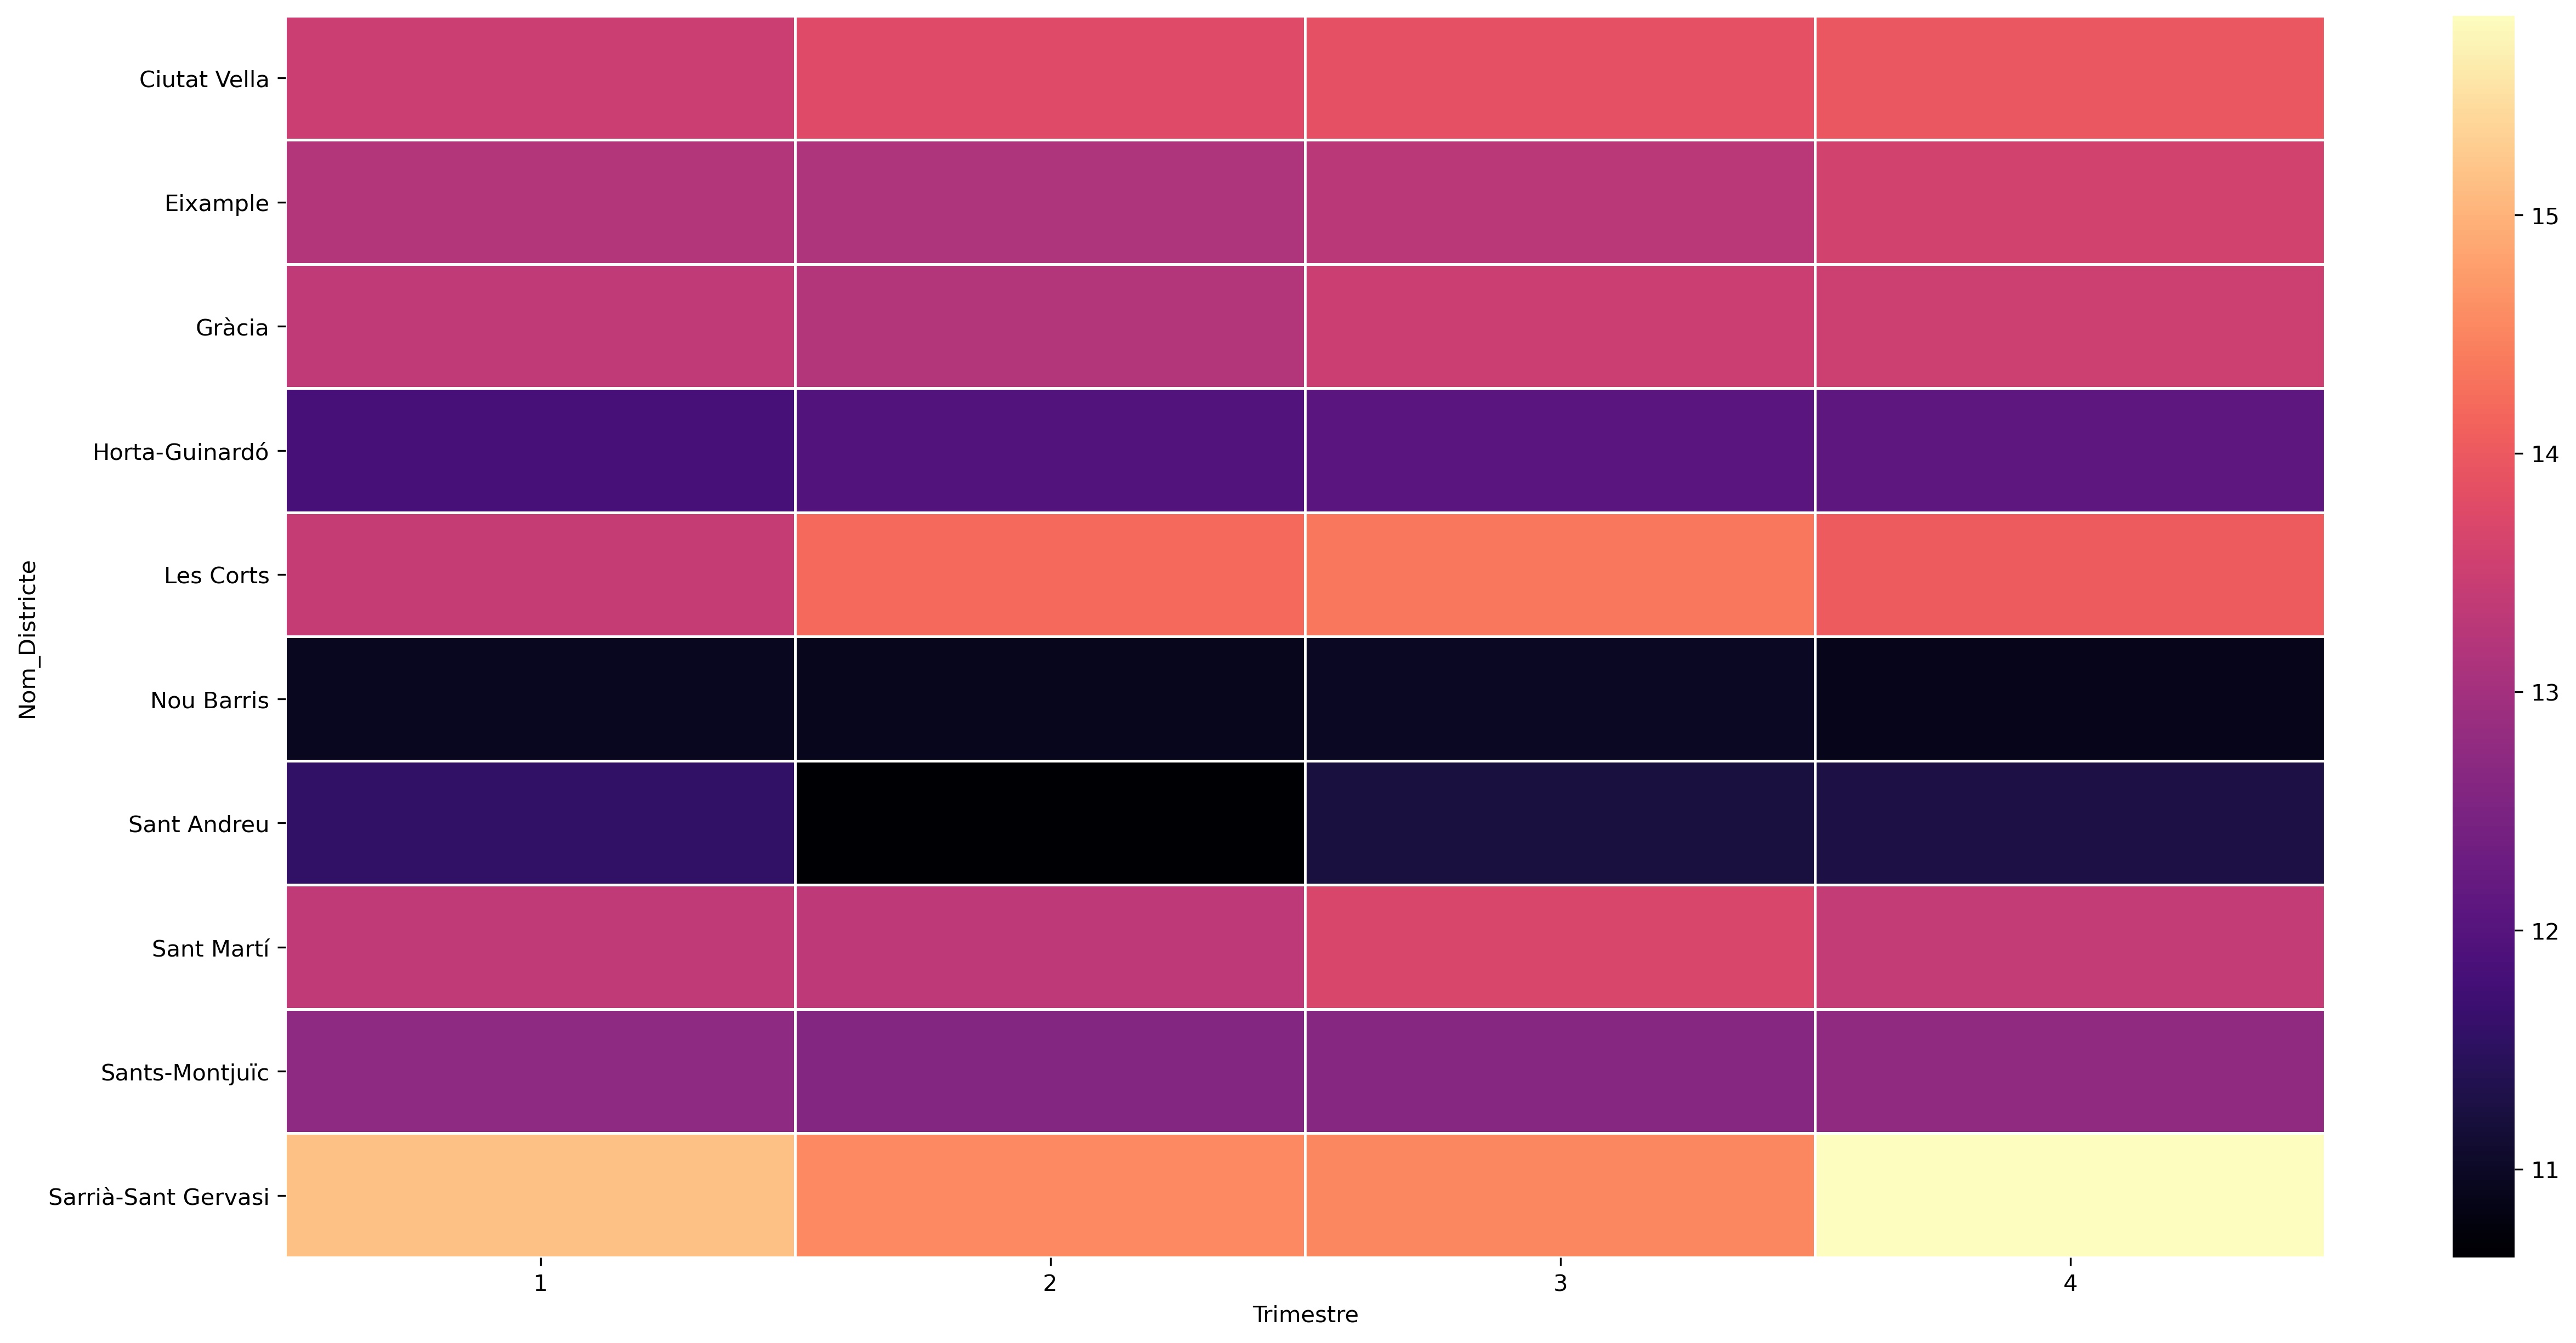 Nom_Districte
Ciutat Vella
Eixample
Gràcia
Horta-Guinardó
Les Corts
Nou Barris
Sant Andreu
Sant Martí
Sants-Montjuïc
Sarrià-Sant Gervasi
1 2 3 4
Trimestre
15
14
13
12
11